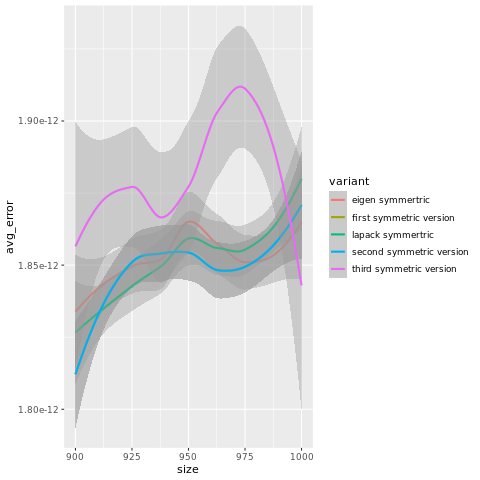 1.90e-12
1.85e-12
1.80e-12
avg_error
900
925
950
975
1000
size
variant
eigen symmertric
first symmetric version
lapack symmertric
second symmetric version
third symmetric version